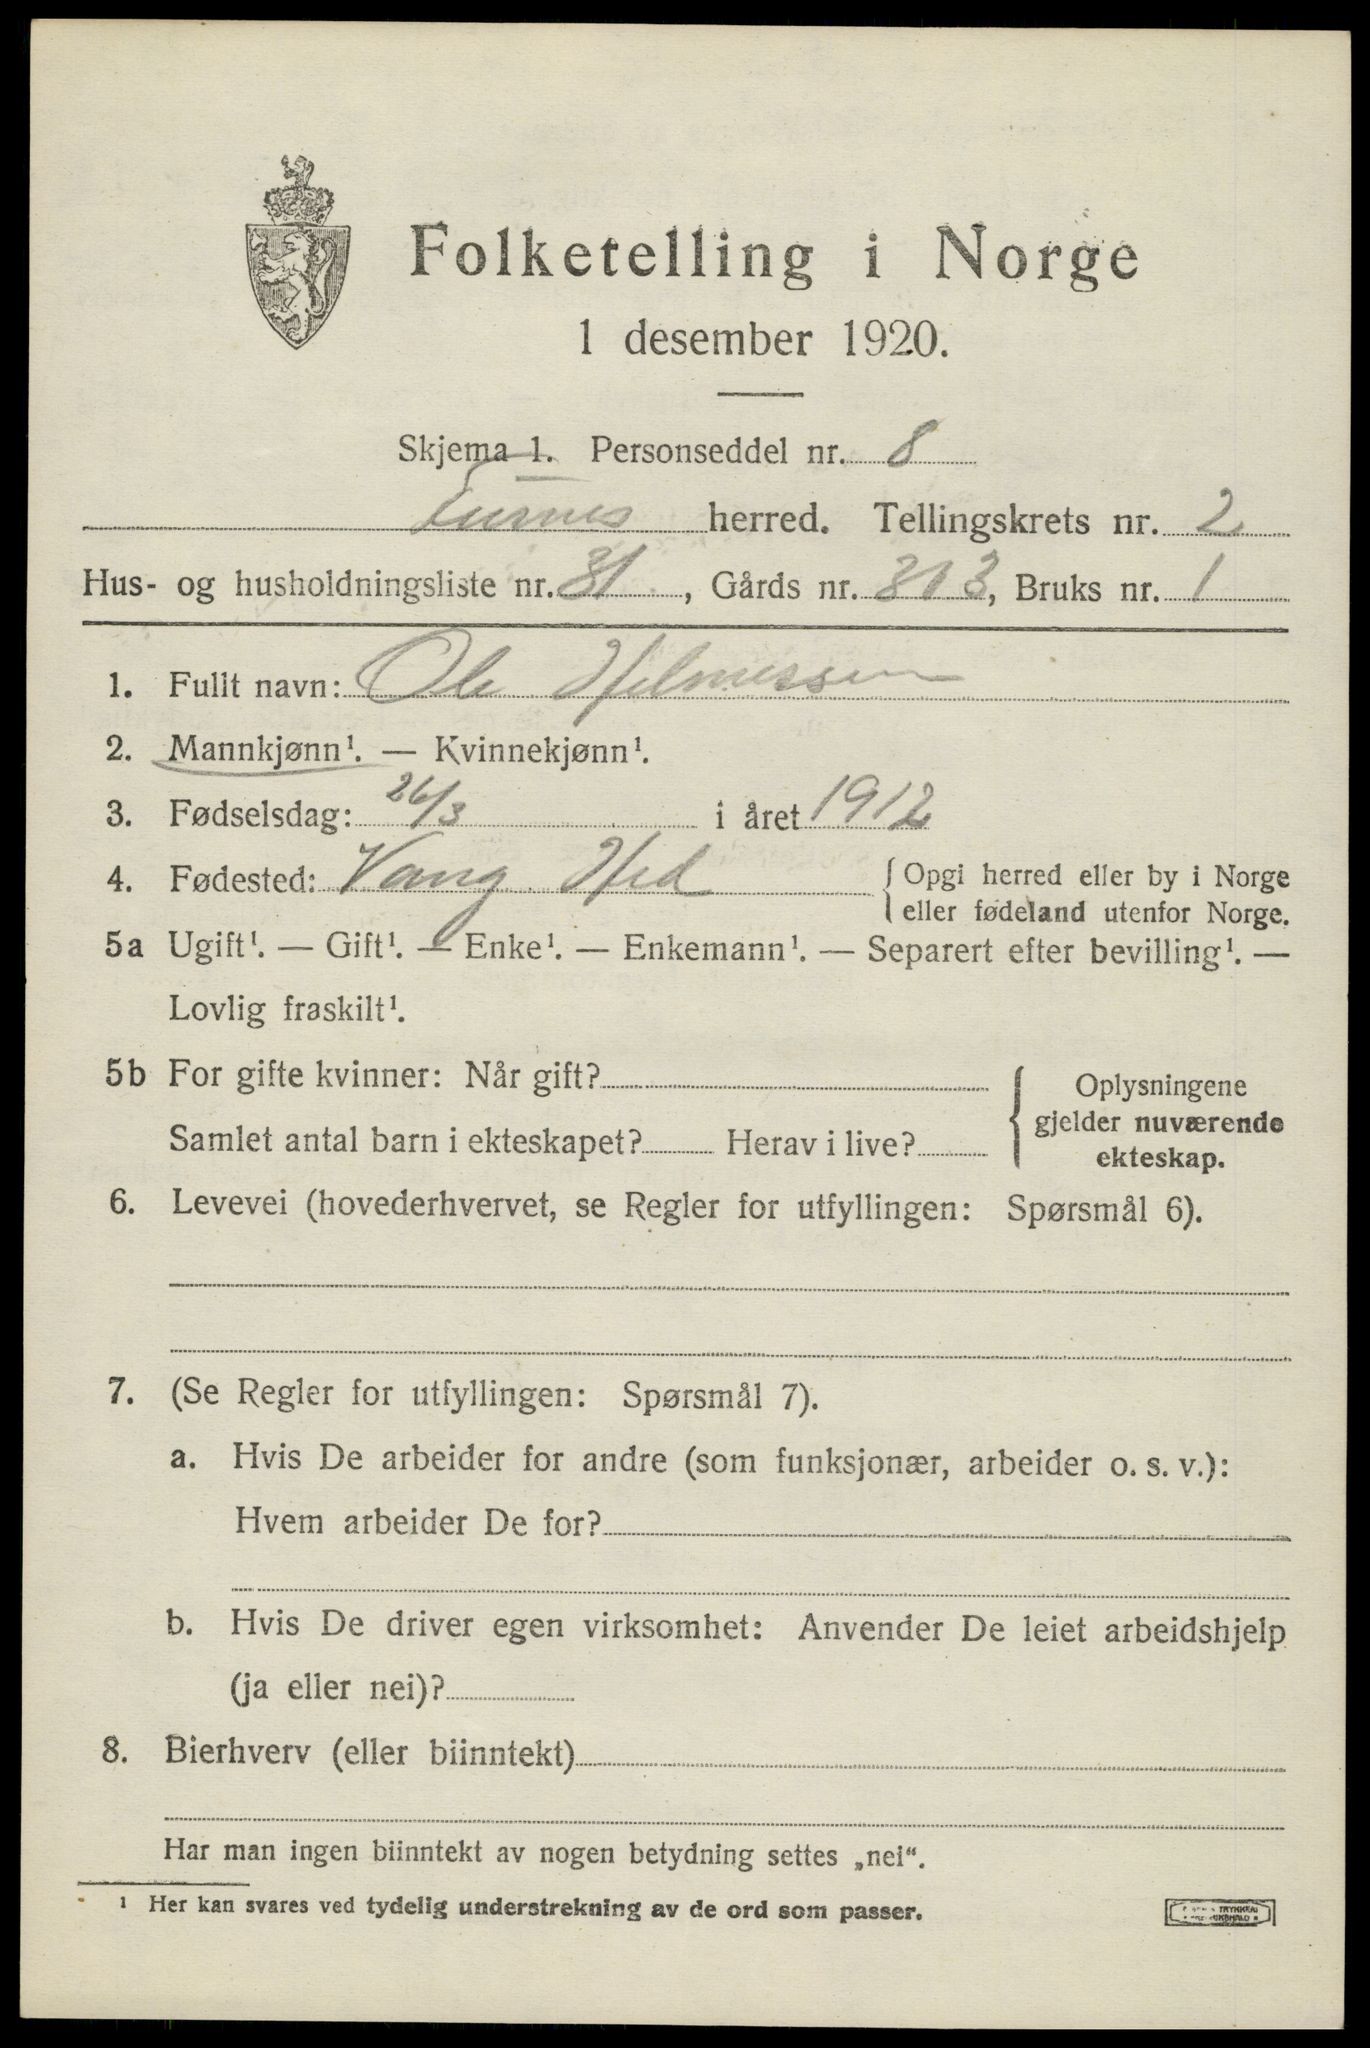 Folketelling i Norge
1 desember 1920.
Skjema 1. Personseddel nr. 8
Furnes herred. Tellingskrets nr. 2
Hus- og husholdningsliste nr. 31, Gårds nr. 313, Bruks nr. 1
1. Fullt navn: Ole Helmessen
2. Mannkjønn¹. — Kvinnekjønn¹.
3. Fødselsdag: 26/3 i året 1912
4. Fødested: Vang Hed { Opgi herred eller by i Norge
eller fødeland utenfor Norge.
5a Ugift¹. — Gift¹. — Enke¹. — Enkemann¹. — Separert efter bevilling¹. —
Lovlig fraskilt¹.
5b For gifte kvinner: Når gift?
Samlet antal barn i ekteskapet? Herav i live?
Oplysningene
gjelder nuværende
ekteskap.
6. Levevei (hovederhvervet, se Regler for utfyllingen: Spørsmål 6).
7. (Se Regler for utfyllingen: Spørsmål 7).
a. Hvis De arbeider for andre (som funksjonær, arbeider o. s. v.):
Hvem arbeider De for?
b. Hvis De driver egen virksomhet: Anvender De leiet arbeidshjelp
(ja eller nei)?
8. Bierhverv (eller biinntekt)
Har man ingen biinntekt av nogen betydning settes „nei“.
¹ Her kan svares ved tydelig understrekning av de ord som passer.